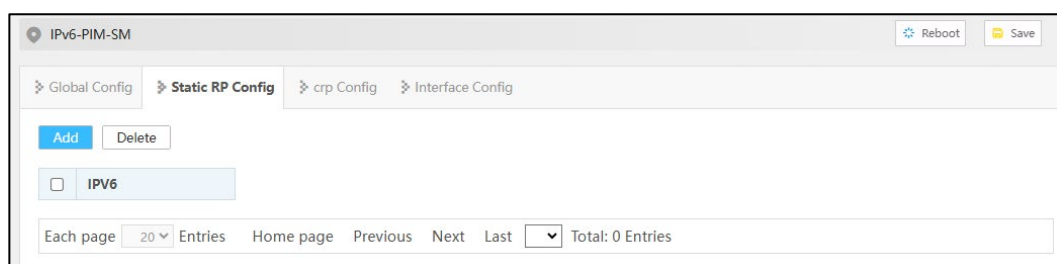 IPv6-PIM-SM Reboot Save
Global Config Static RP Config crp Config Interface Config
Add Delete
IPV6
Each page 20 Entries Home page Previous Next Last Total: 0 Entries